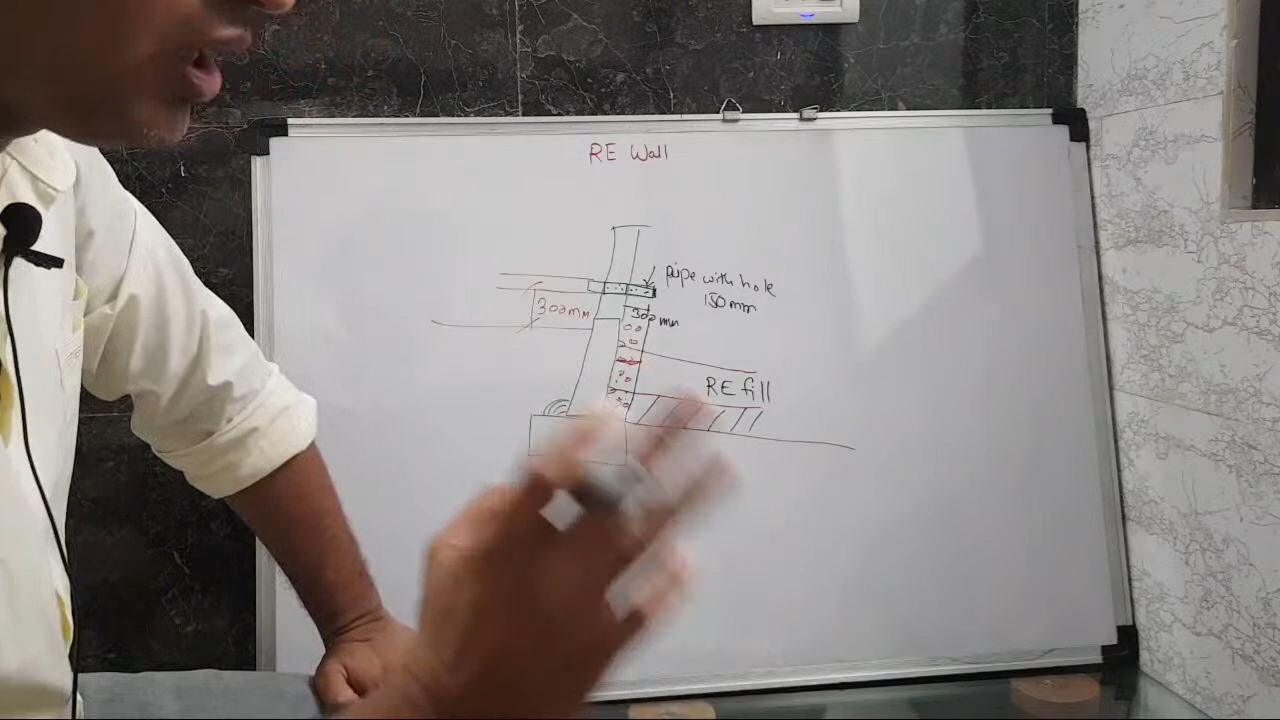 RE Wall
pipe with hole
150 mm
300mm
300 mm
RE fill